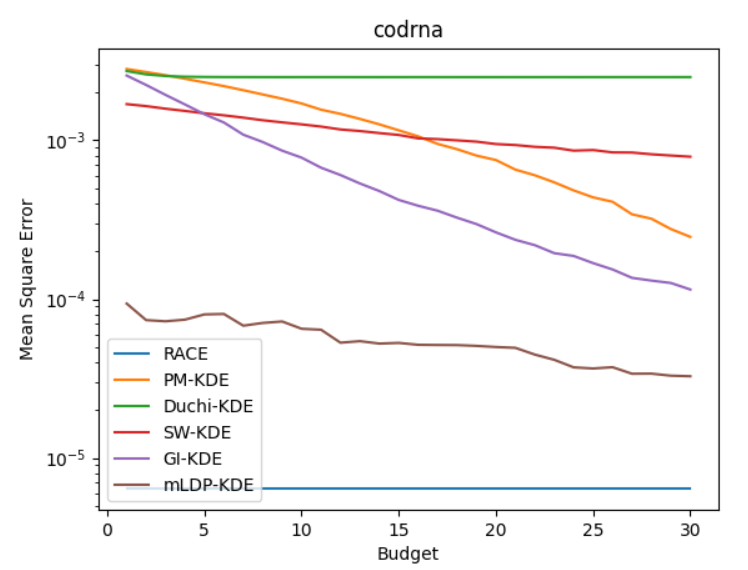 codrna
Mean Square Error
10⁻³
10⁻⁴
10⁻⁵
RACE
PM-KDE
Duchi-KDE
SW-KDE
GI-KDE
mLDP-KDE
0 5 10 15 20 25 30
Budget